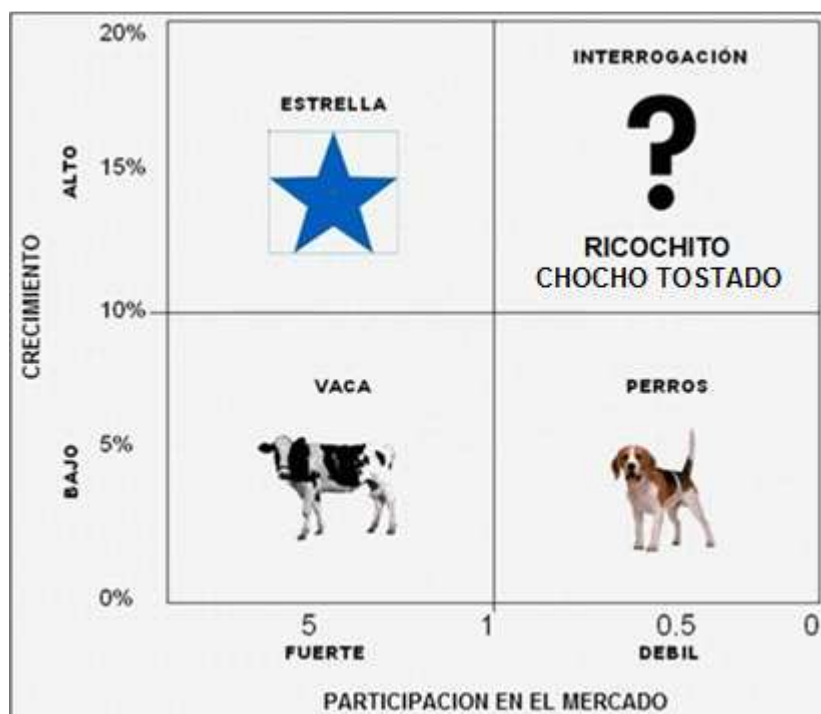 20%
INTERROGACIÓN
ESTRELLA
?
15%
ALTO
RICOCHITO
CHOCHO TOSTADO
CRECIMIENTO
10%
VACA
PERROS
5%
BAJO
0%
5
1
0.5
0
FUERTE
DEBIL
PARTICIPACION EN EL MERCADO